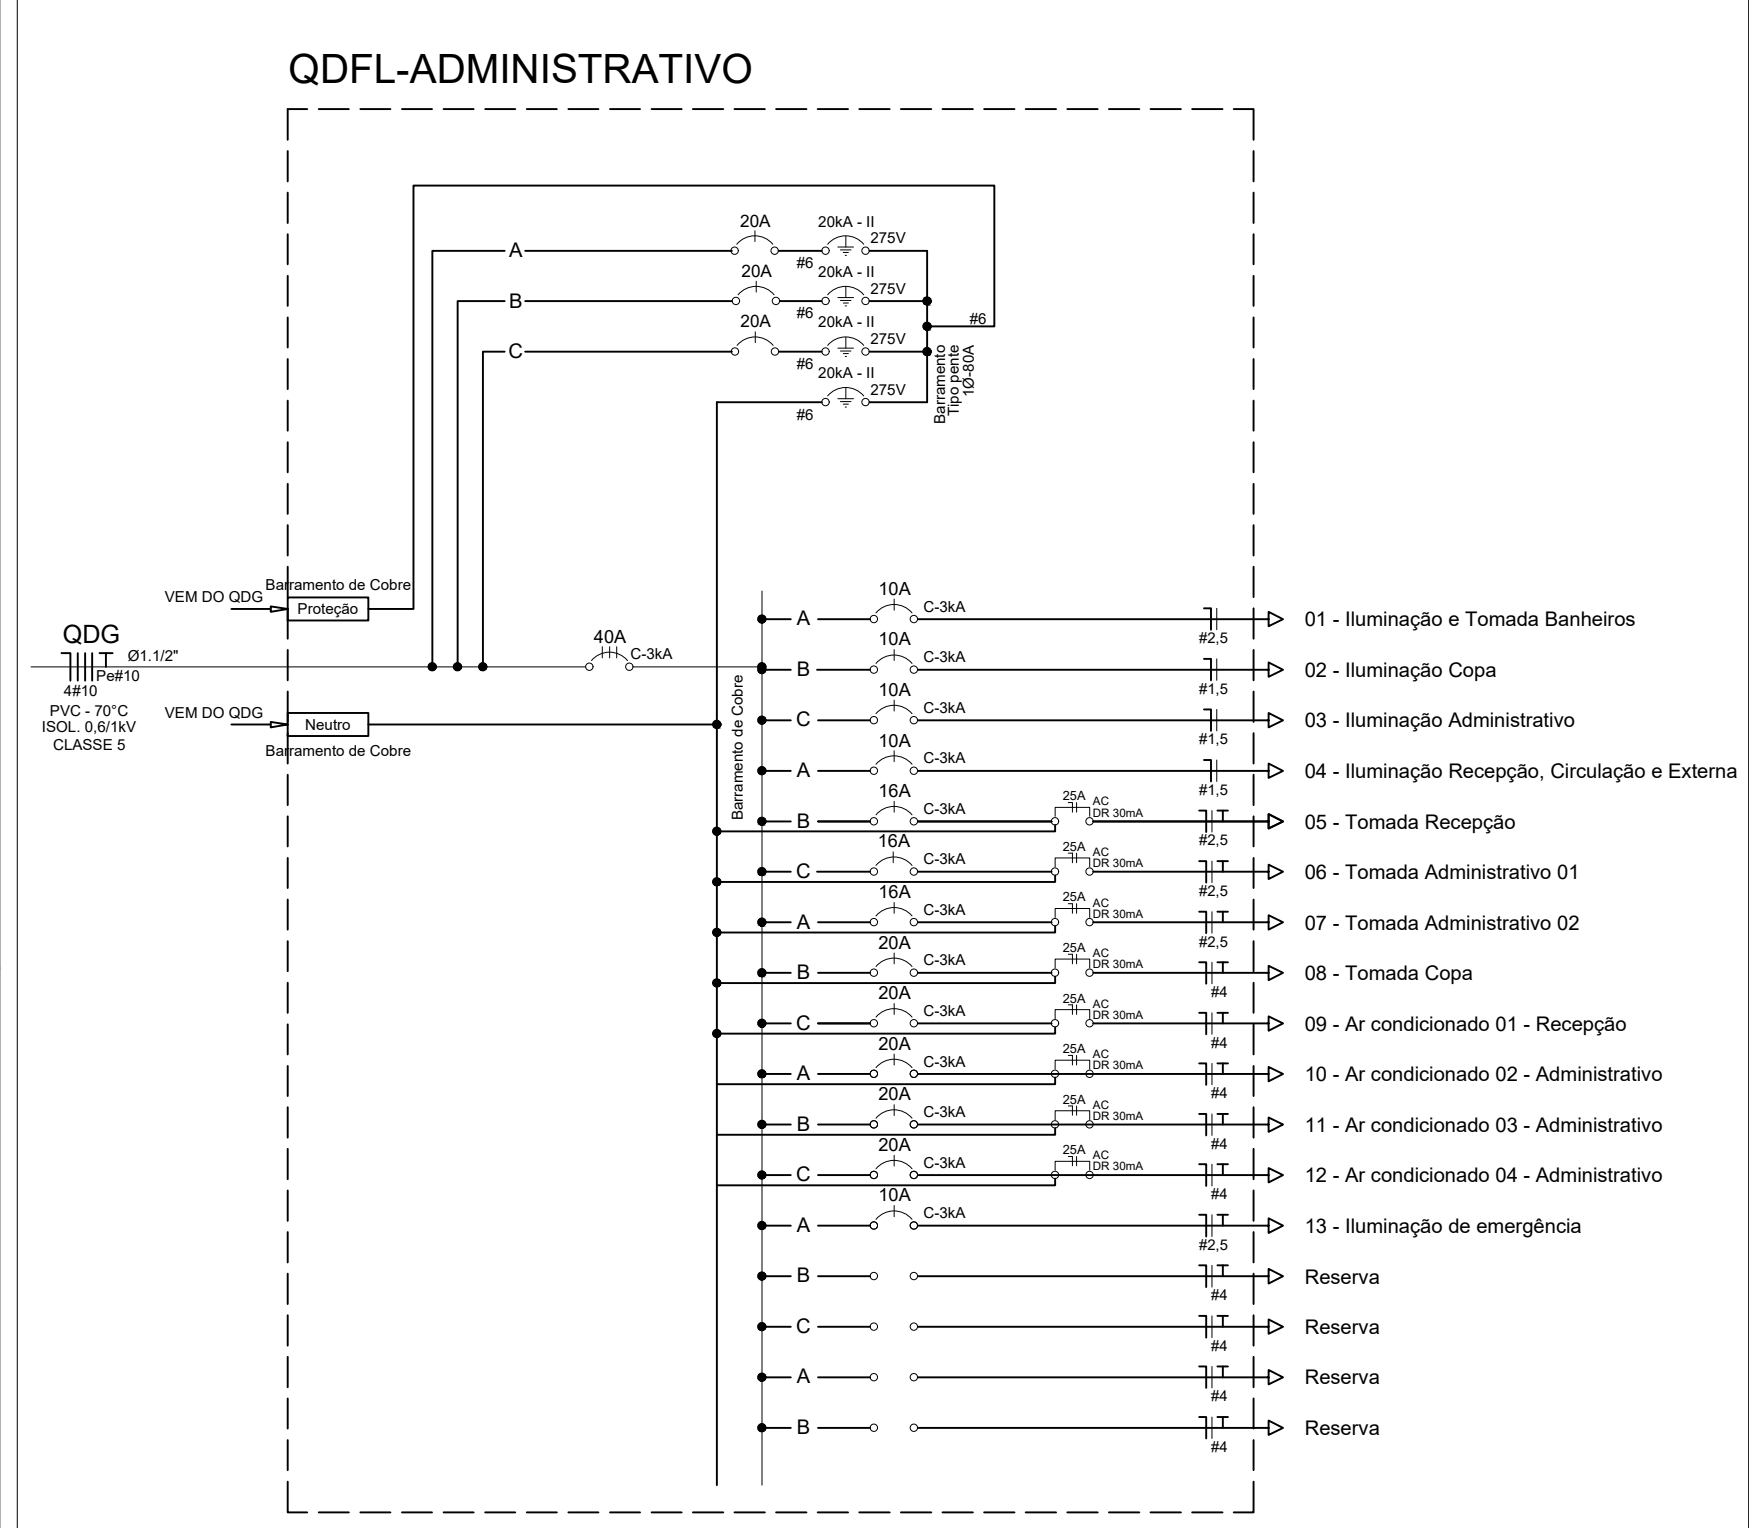 QDFL-ADMINISTRATIVO
A
20A
20kA - II
275V
#6
B
20A
20kA - II
275V
#6
C
20A
20kA - II
275V
#6
20kA - II
275V
#6
#6
Barramento
Tipo pente
1Ø-80A
Barramento de Cobre
VEM DO QDG
Proteção
QDG
Ø1.1/2"
Pe#10
4#10
PVC - 70°C
ISOL. 0,6/1kV
CLASSE 5
40A
C-3kA
VEM DO QDG
Neutro
Barramento de Cobre
Barramento de Cobre
A 10A C-3kA #2,5 01 - Iluminação e Tomada Banheiros
B 10A C-3kA #1,5 02 - Iluminação Copa
C 10A C-3kA #1,5 03 - Iluminação Administrativo
A 10A C-3kA #1,5 04 - Iluminação Recepção, Circulação e Externa
B 16A C-3kA 25A AC DR 30mA #2,5 05 - Tomada Recepção
C 16A C-3kA 25A AC DR 30mA #2,5 06 - Tomada Administrativo 01
A 16A C-3kA 25A AC DR 30mA #2,5 07 - Tomada Administrativo 02
B 20A C-3kA 25A AC DR 30mA #4 08 - Tomada Copa
C 20A C-3kA 25A AC DR 30mA #4 09 - Ar condicionado 01 - Recepção
A 20A C-3kA 25A AC DR 30mA #4 10 - Ar condicionado 02 - Administrativo
B 20A C-3kA 25A AC DR 30mA #4 11 - Ar condicionado 03 - Administrativo
C 20A C-3kA 25A AC DR 30mA #4 12 - Ar condicionado 04 - Administrativo
A 10A C-3kA #2,5 13 - Iluminação de emergência
B #4 Reserva
C #4 Reserva
A #4 Reserva
B #4 Reserva